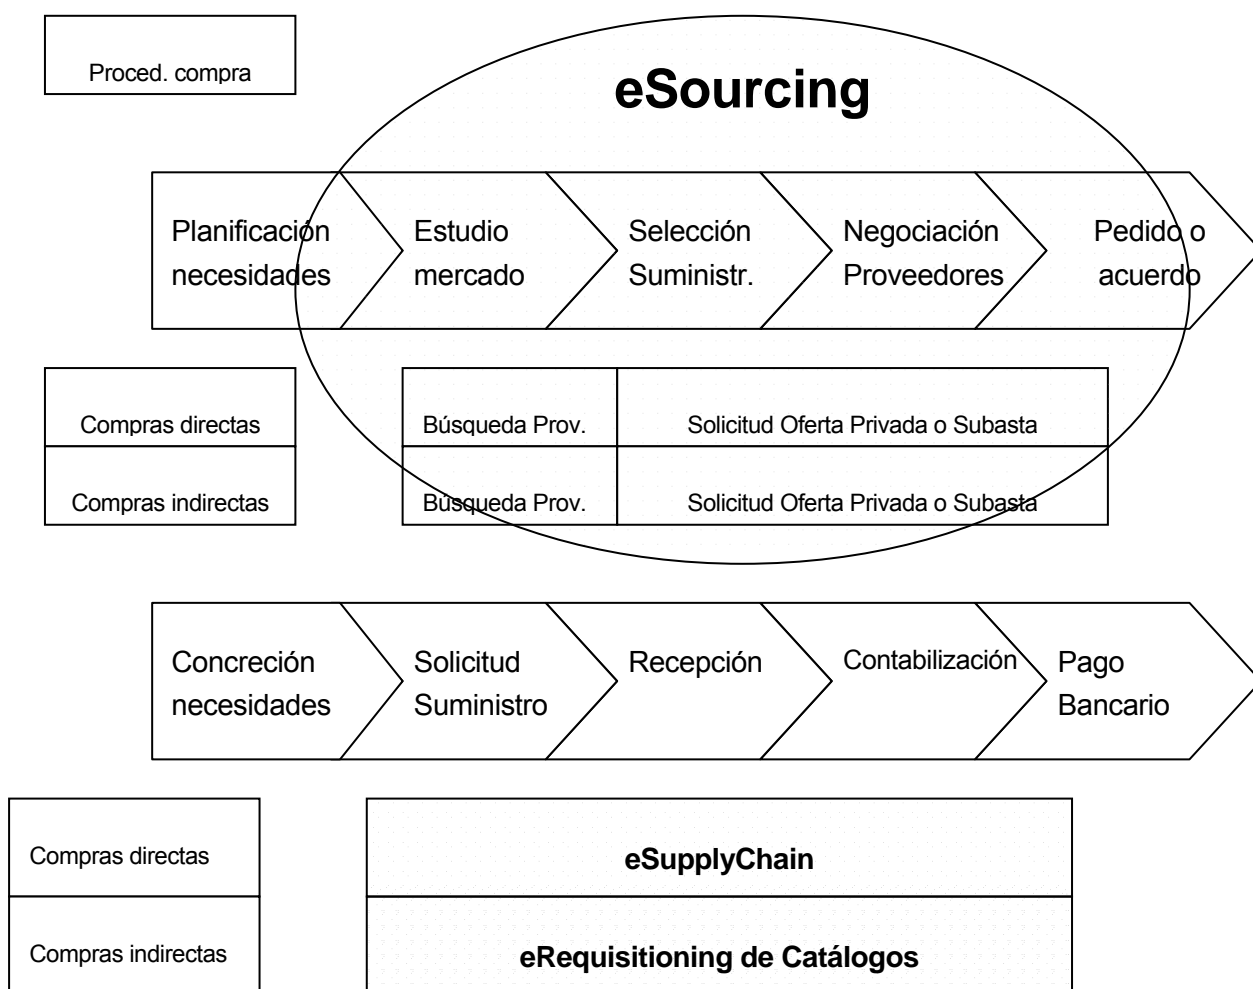 Proced. compra
eSourcing
Planificación
necesidades
Estudio
mercado
Selección
Suministr.
Negociación
Proveedores
Pedido o
acuerdo
Compras directas
Búsqueda Prov.
Solicitud Oferta Privada o Subasta
Compras indirectas
Búsqueda Prov.
Solicitud Oferta Privada o Subasta
Concreción
necesidades
Solicitud
Suministro
Recepción
Contabilización
Pago
Bancario
Compras directas
eSupplyChain
Compras indirectas
eRequisitioning de Catálogos